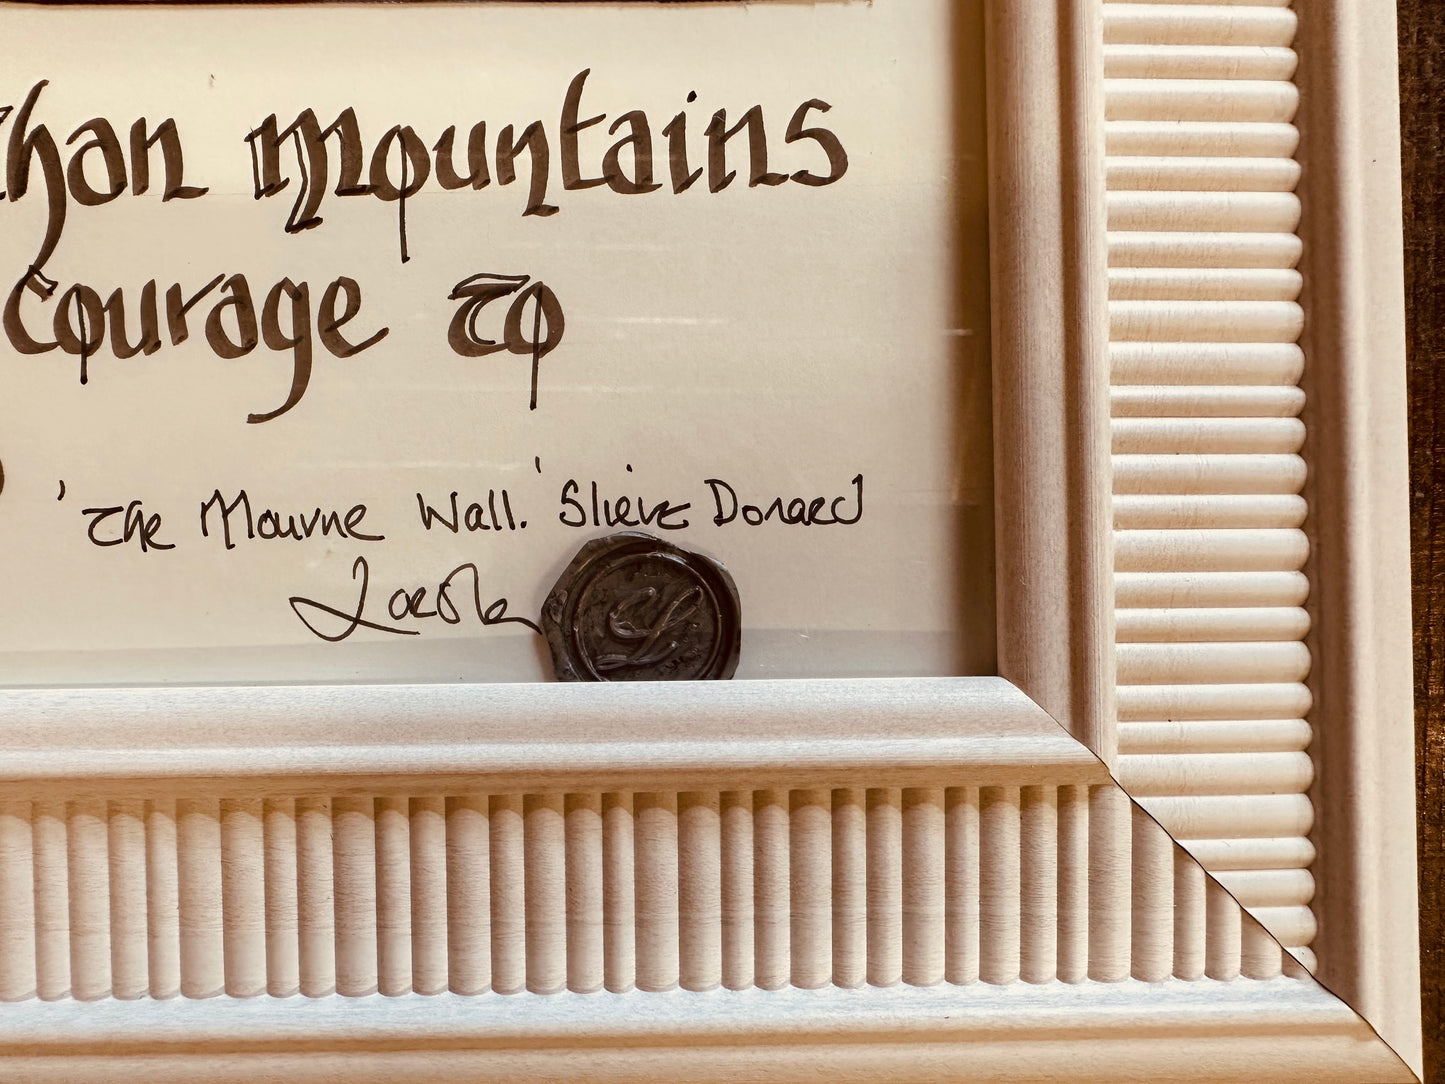 than mountains
courage to
'The Mourne Wall.' Slieve Donard